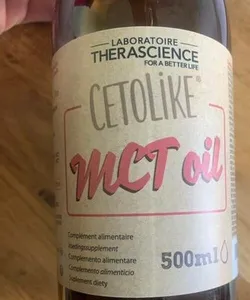 LABORATOIRE
THERASCIENCE
FOR A BETTER LIFE
CETOLiKE®
MCT oil
Complément alimentaire
Voedingssupplement
Complemento alimentare
Complemento alimenticio
Suplement diety
500ml